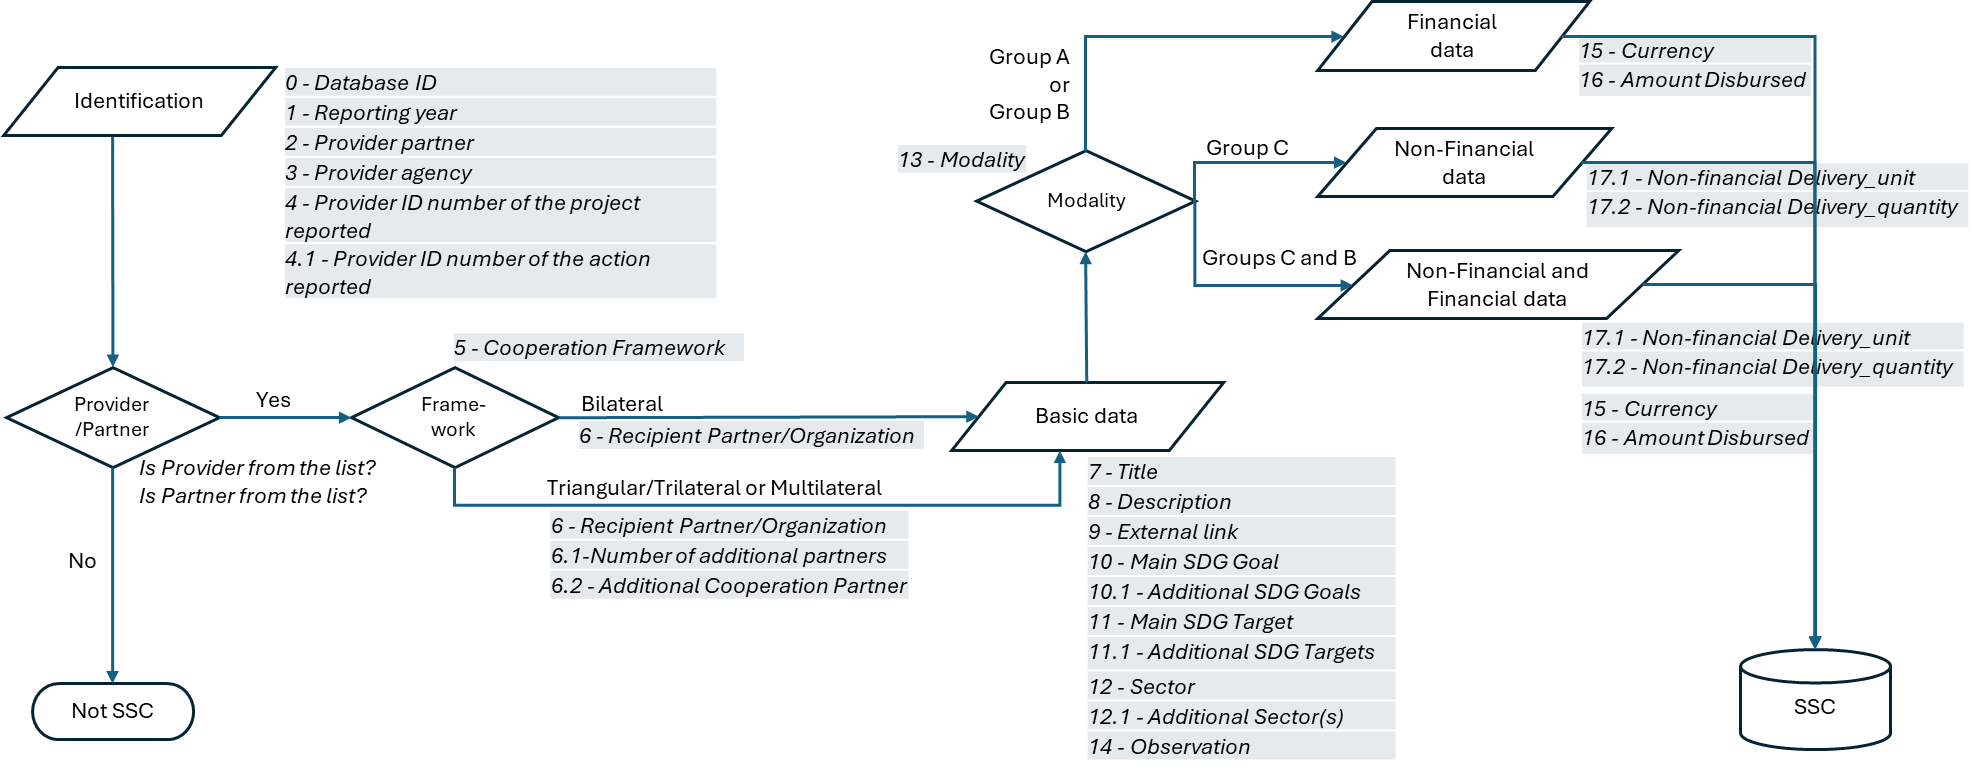 Identification
0 - Database ID
1 - Reporting year
2 - Provider partner
3 - Provider agency
4 - Provider ID number of the project
reported
4.1 - Provider ID number of the action
reported
Provider
/Partner
Is Provider from the list?
Is Partner from the list?
Yes
No
Not SSC
5 - Cooperation Framework
Frame-
work
Bilateral
6 - Recipient Partner/Organization
Triangular/Trilateral or Multilateral
6 - Recipient Partner/Organization
6.1-Number of additional partners
6.2 - Additional Cooperation Partner
Basic data
7 - Title
8 - Description
9 - External link
10 - Main SDG Goal
10.1 - Additional SDG Goals
11 - Main SDG Target
11.1 - Additional SDG Targets
12 - Sector
12.1 - Additional Sector(s)
14 - Observation
13 - Modality
Modality
Group A
or
Group B
Financial
data
15 - Currency
16 - Amount Disbursed
Group C
Non-Financial
data
17.1 - Non-financial Delivery_unit
17.2 - Non-financial Delivery_quantity
Groups C and B
Non-Financial and
Financial data
17.1 - Non-financial Delivery_unit
17.2 - Non-financial Delivery_quantity
15 - Currency
16 - Amount Disbursed
SSC